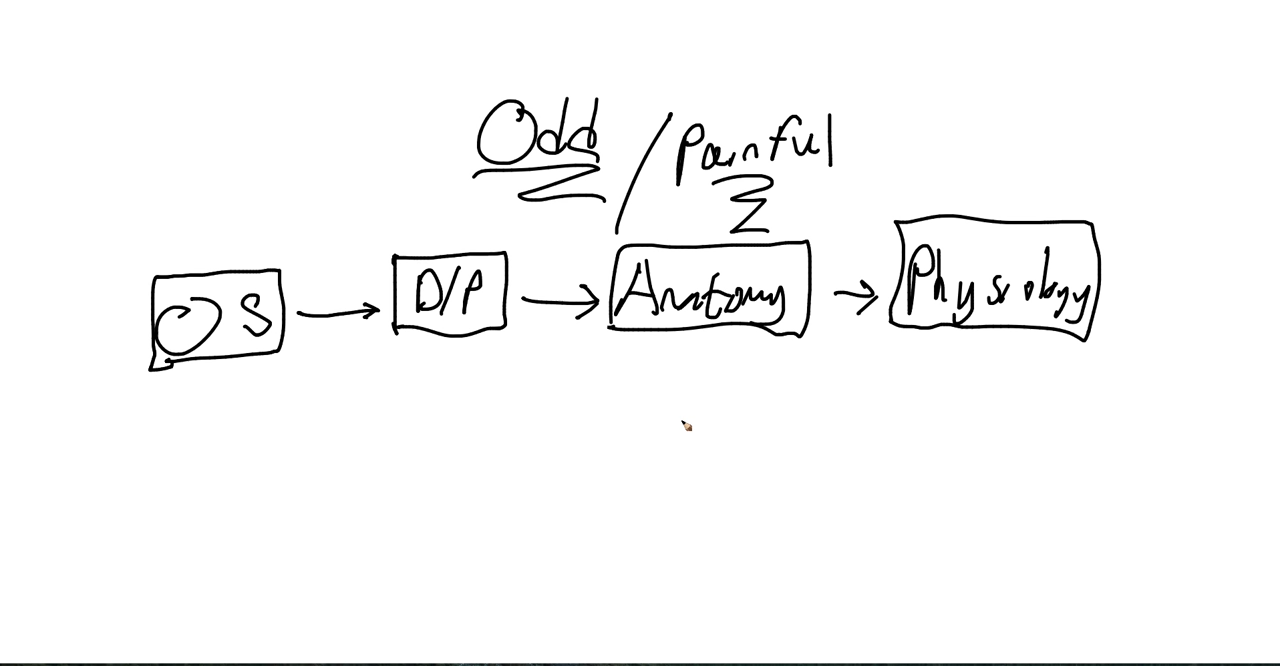 Odd / Painful
OS → D/P → Anatomy → Physiology